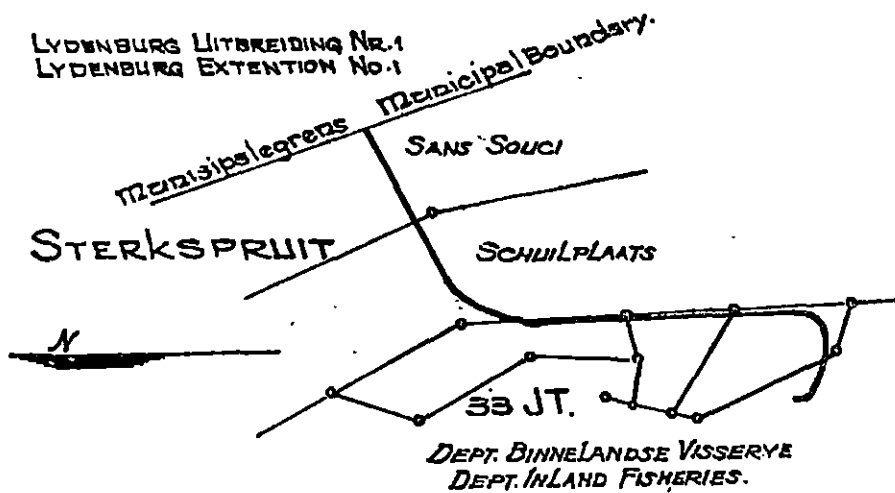 LYDENBURG UITBREIDING NR.1
LYDENBURG EXTENTION NO.1
Munisipalegrens Municipal Boundary.
SANS SOUCI
STERKSPRUIT
SCHUILPLAATS
N
33 JT.
DEPT. BINNELANDSE VISSERYE
DEPT. INLAND FISHERIES.